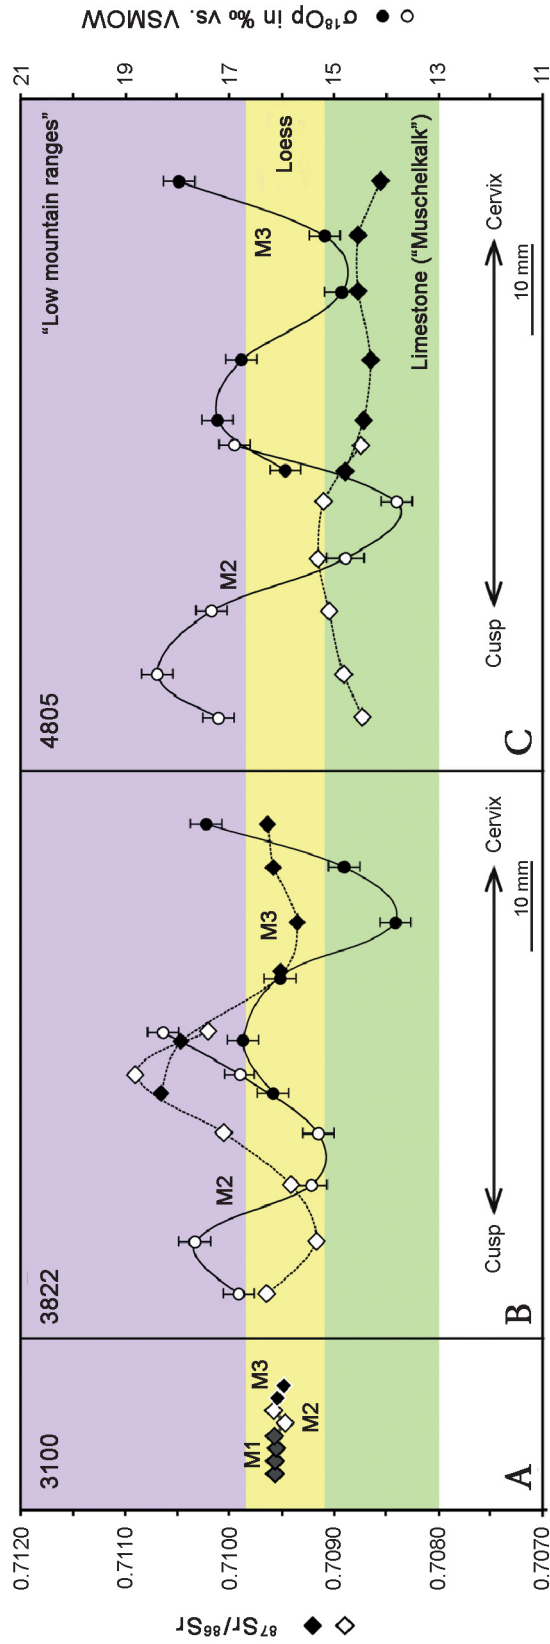 ⁸⁷Sr/⁸⁶Sr
0.7120
0.7110
0.7100
0.7090
0.7080
0.7070
3100
M1
M2
M3
A
3822
M2
M3
Cusp
Cervix
10 mm
B
4805
"Low mountain ranges"
M2
M3
Loess
Limestone ("Muschelkalk")
Cusp
Cervix
10 mm
C
21
19
17
15
13
11
σ¹⁸Op in ‰ vs. VSMOW